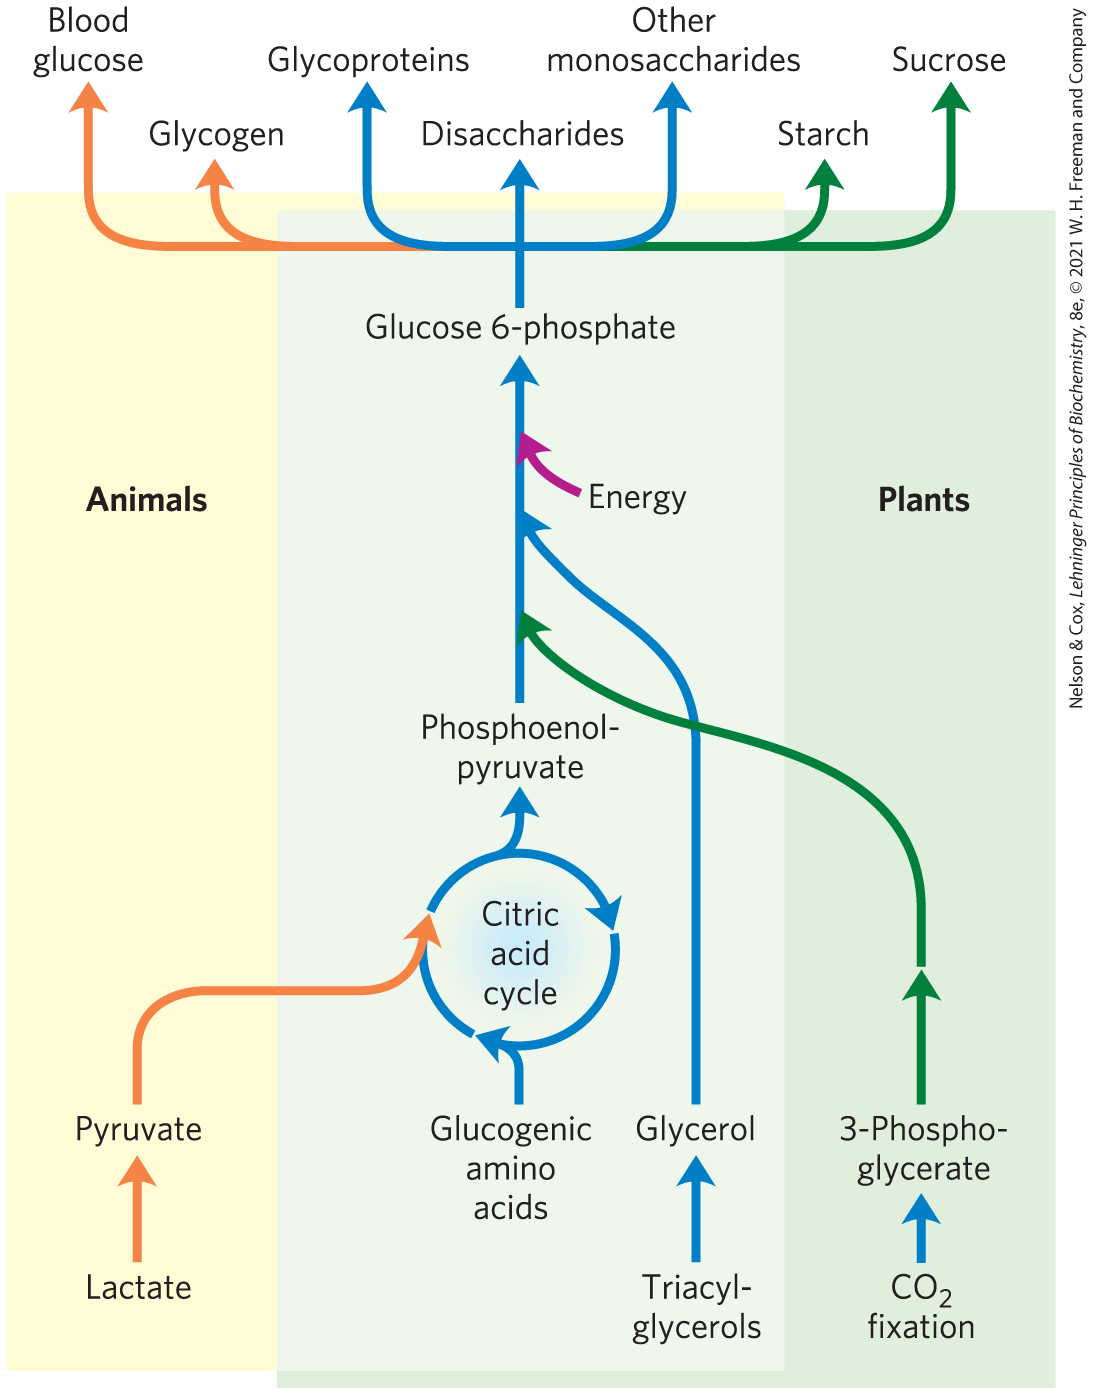 Blood
glucose
Glycoproteins
Other
monosaccharides
Sucrose
Glycogen
Disaccharides
Starch
Glucose 6-phosphate
Energy
Animals
Plants
Phosphoenol-
pyruvate
Citric
acid
cycle
Pyruvate
Glucogenic
amino
acids
Glycerol
3-Phospho-
glycerate
Lactate
Triacyl-
glycerols
CO₂
fixation
Nelson & Cox, Lehninger Principles of Biochemistry, 8e, © 2021 W. H. Freeman and Company